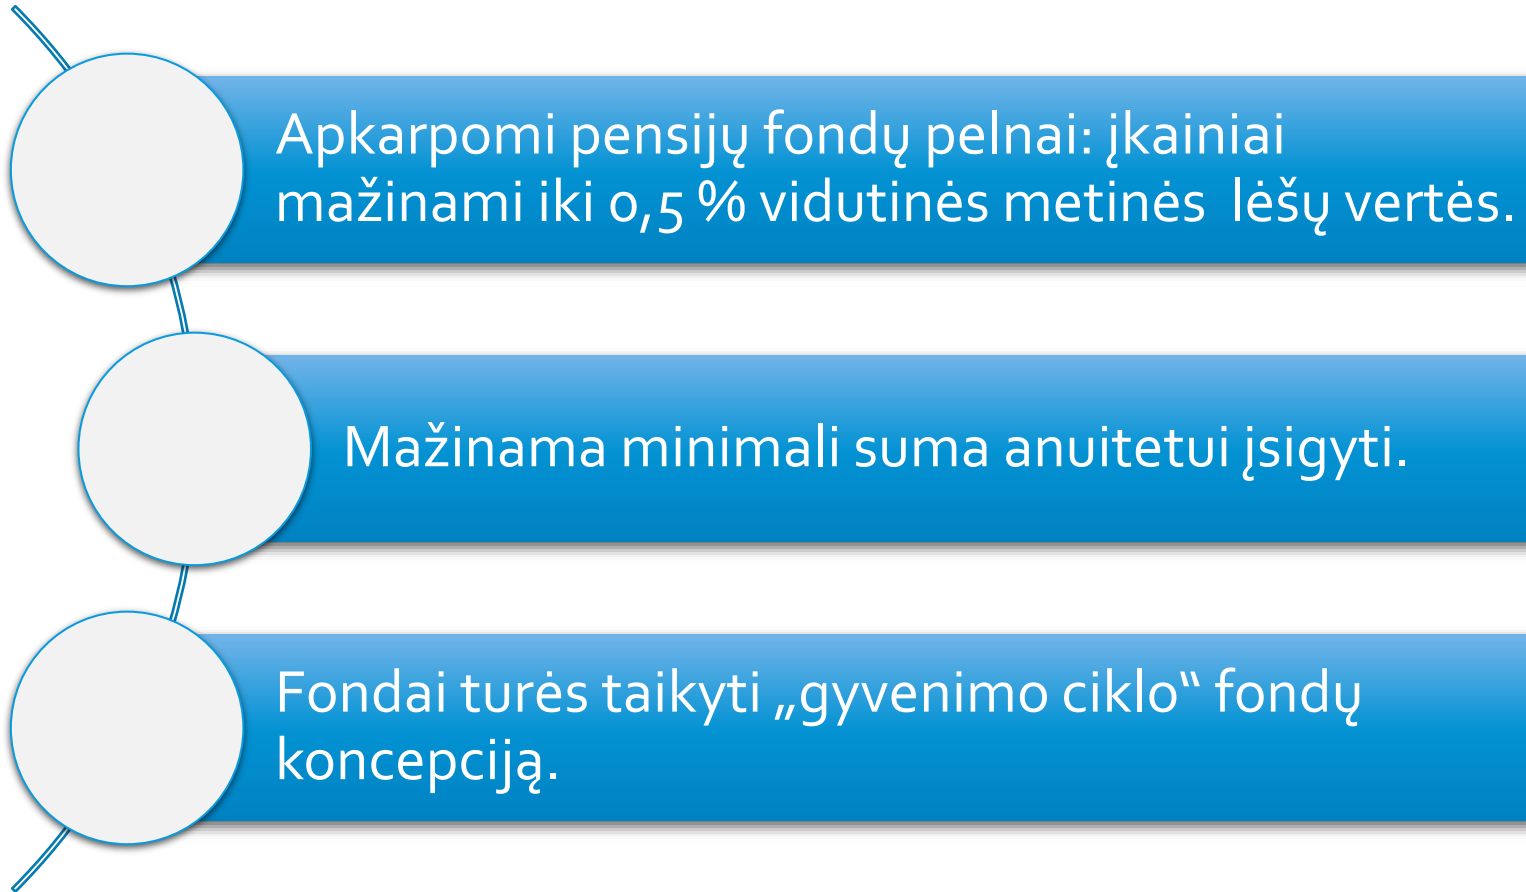 Apkarpomi pensijų fondų pelnai: įkainiai
mažinami iki 0,5 % vidutinės metinės  lėšų vertės.
Mažinama minimali suma anuitetui įsigyti.
Fondai turės taikyti „gyvenimo ciklo“ fondų
koncepciją.